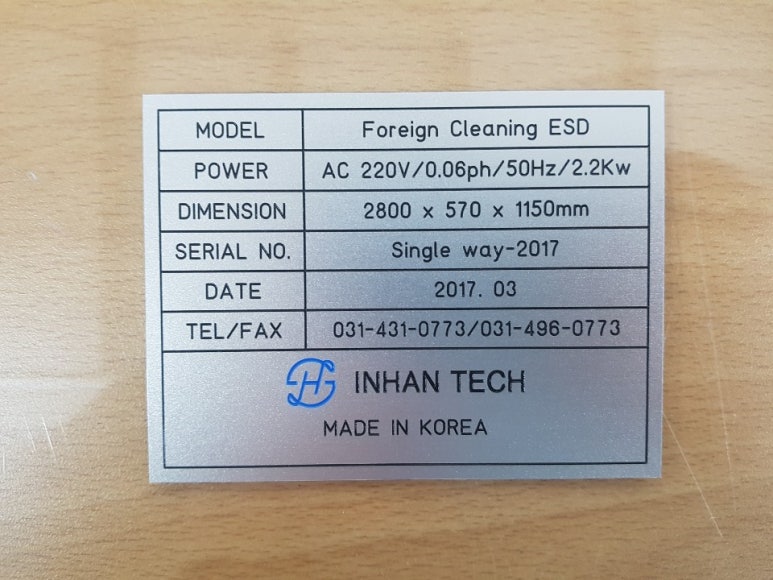 MODEL Foreign Cleaning ESD
POWER AC 220V/0.06ph/50Hz/2.2Kw
DIMENSION 2800 x 570 x 1150mm
SERIAL NO. Single way-2017
DATE 2017. 03
TEL/FAX 031-431-0773/031-496-0773
INHAN TECH
MADE IN KOREA